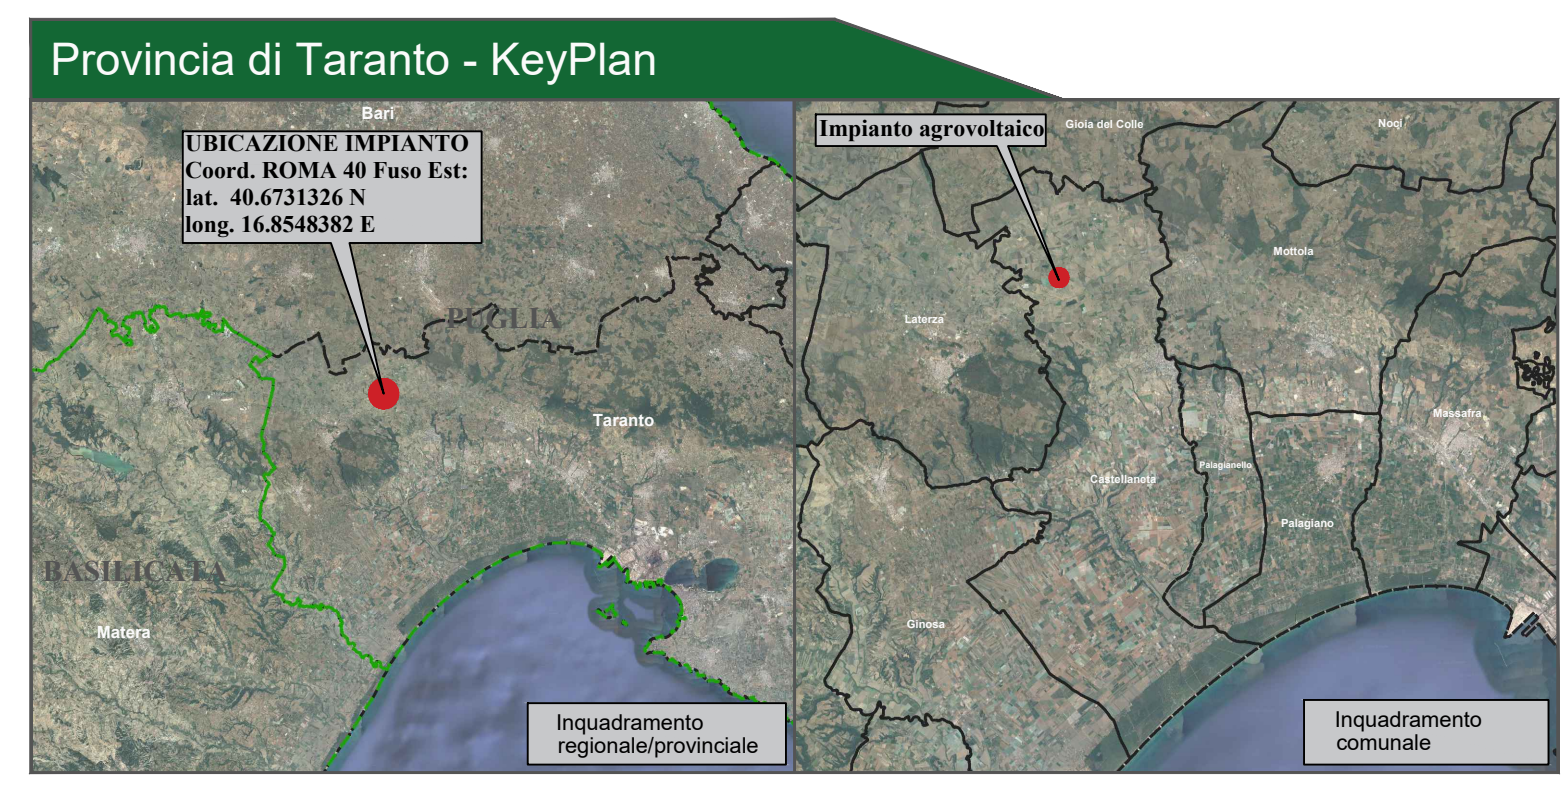 Provincia di Taranto - KeyPlan
Bari
UBICAZIONE IMPIANTO
Coord. ROMA 40 Fuso Est:
lat. 40.6731326 N
long. 16.8548382 E
PUGLIA
Taranto
BASILICATA
Matera
Inquadramento
regionale/provinciale
Impianto agrovoltaico
Gioia del Colle
Noci
Mottola
Laterza
Massafra
Palagianello
Castellaneta
Palagiano
Ginosa
Inquadramento
comunale